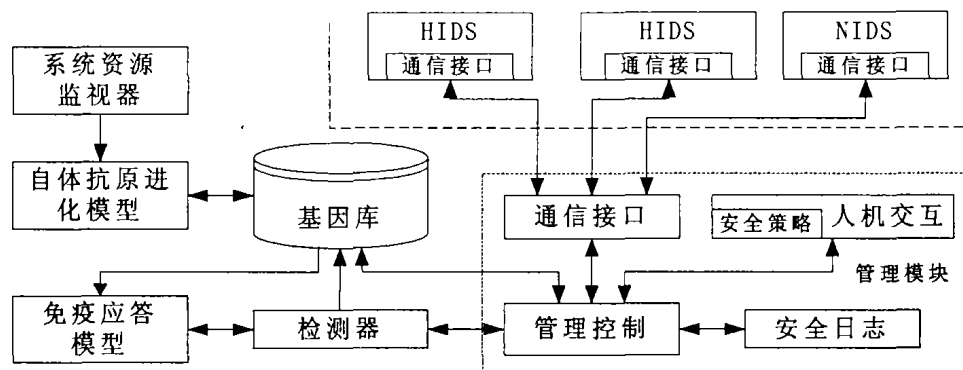 HIDS
通信接口
HIDS
通信接口
NIDS
通信接口
系统资源
监视器
自体抗原进
化模型
基因库
通信接口
安全策略
人机交互
管理模块
免疫应答
模型
检测器
管理控制
安全日志